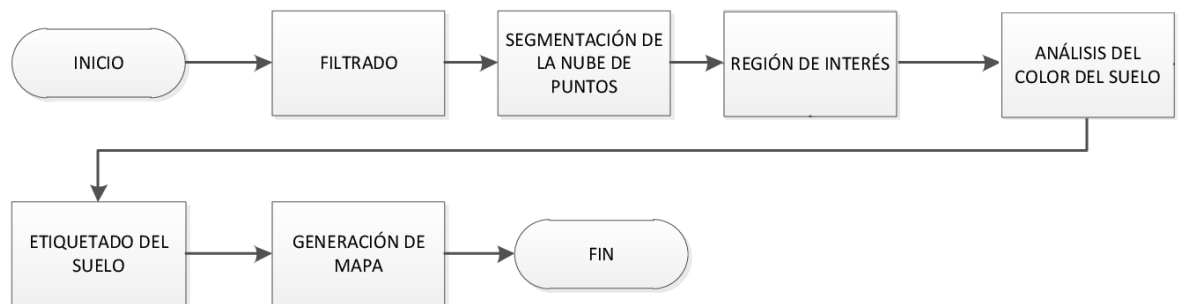 INICIO
FILTRADO
SEGMENTACIÓN DE
LA NUBE DE
PUNTOS
REGIÓN DE INTERÉS
ANÁLISIS DEL
COLOR DEL SUELO
ETIQUETADO DEL
SUELO
GENERACIÓN DE
MAPA
FIN